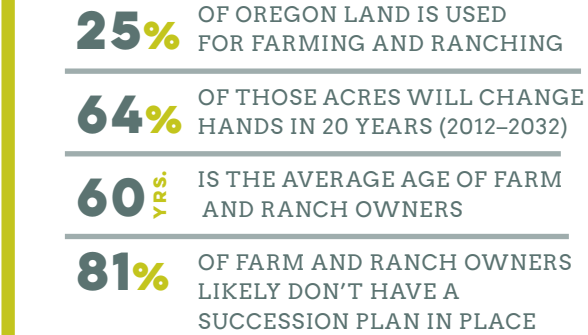 25% OF OREGON LAND IS USED
FOR FARMING AND RANCHING
64% OF THOSE ACRES WILL CHANGE
HANDS IN 20 YEARS (2012–2032)
60 YRS. IS THE AVERAGE AGE OF FARM
AND RANCH OWNERS
81% OF FARM AND RANCH OWNERS
LIKELY DON'T HAVE A
SUCCESSION PLAN IN PLACE